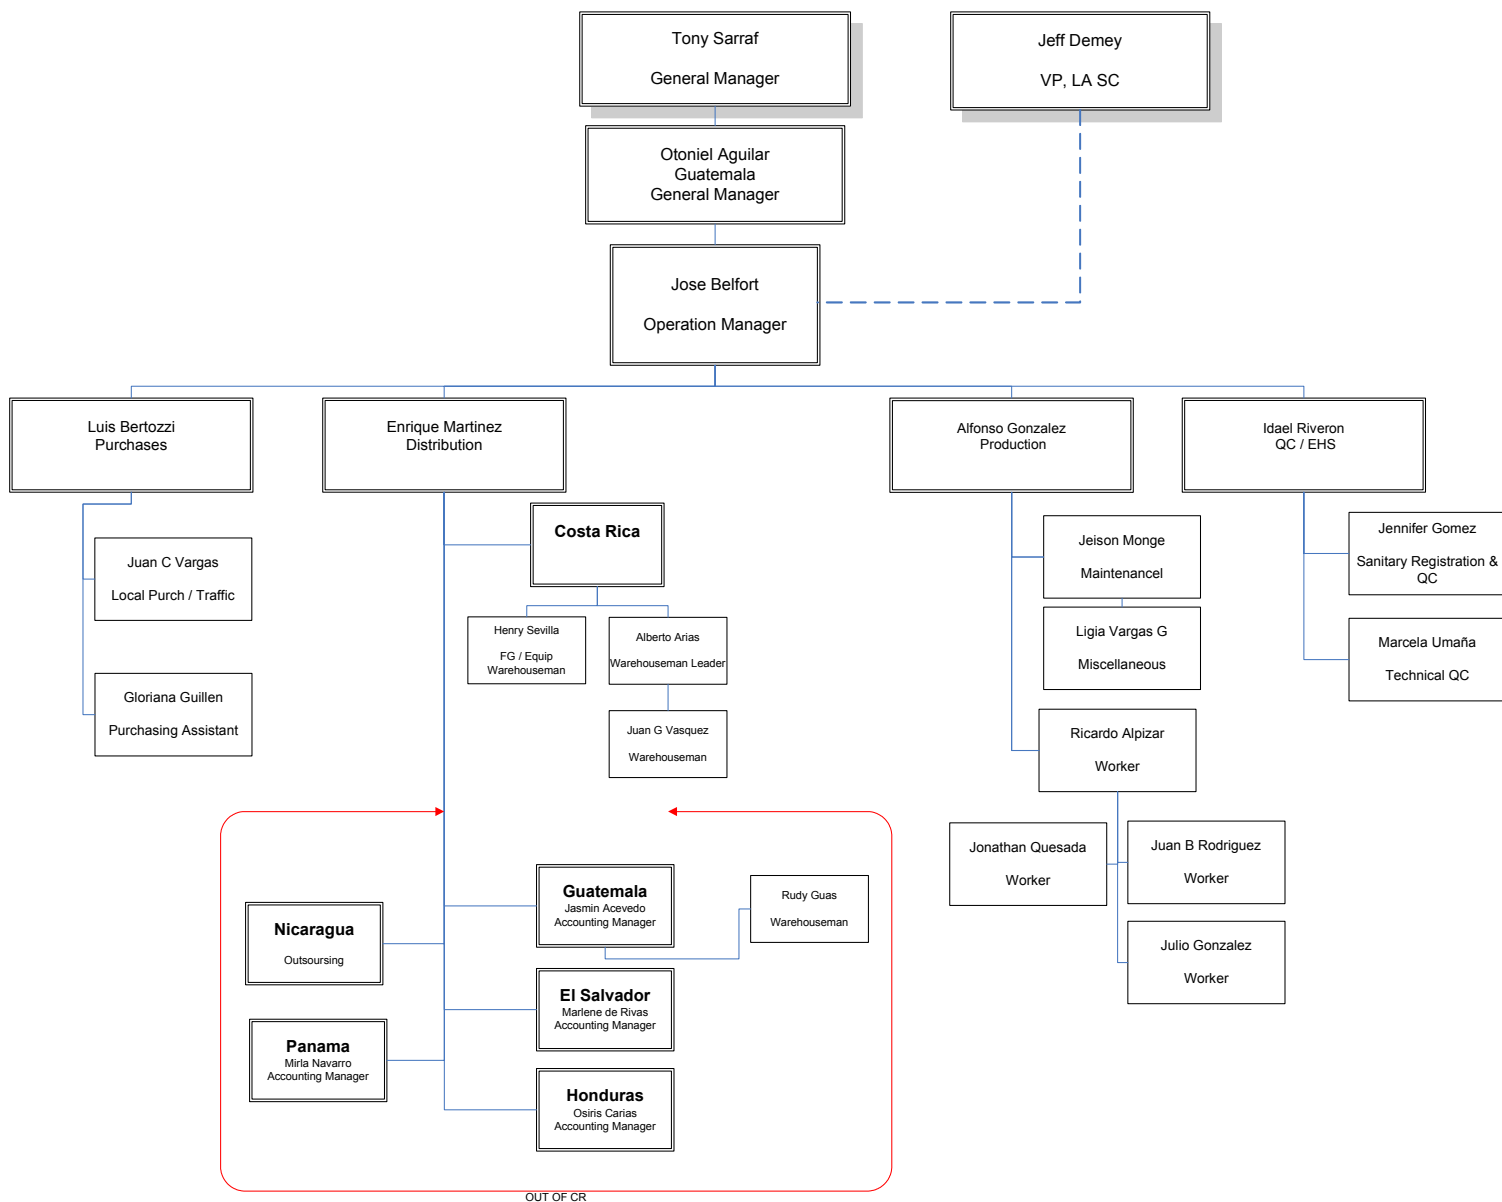 Tony Sarraf
General Manager
Jeff Demey
VP, LA SC
Otoniel Aguilar
Guatemala
General Manager
Jose Belfort
Operation Manager
Luis Bertozzi
Purchases
Enrique Martinez
Distribution
Alfonso Gonzalez
Production
Idael Riveron
QC / EHS
Juan C Vargas
Local Purch / Traffic
Gloriana Guillen
Purchasing Assistant
Costa Rica
Henry Sevilla
FG / Equip
Warehouseman
Alberto Arias
Warehouseman Leader
Juan G Vasquez
Warehouseman
Jeison Monge
Maintenancel
Ligia Vargas G
Miscellaneous
Ricardo Alpizar
Worker
Jonathan Quesada
Worker
Juan B Rodriguez
Worker
Julio Gonzalez
Worker
Jennifer Gomez
Sanitary Registration &
QC
Marcela Umaña
Technical QC
Nicaragua
Outsoursing
Panama
Mirla Navarro
Accounting Manager
Guatemala
Jasmin Acevedo
Accounting Manager
Rudy Guas
Warehouseman
El Salvador
Marlene de Rivas
Accounting Manager
Honduras
Osiris Carias
Accounting Manager
OUT OF CR